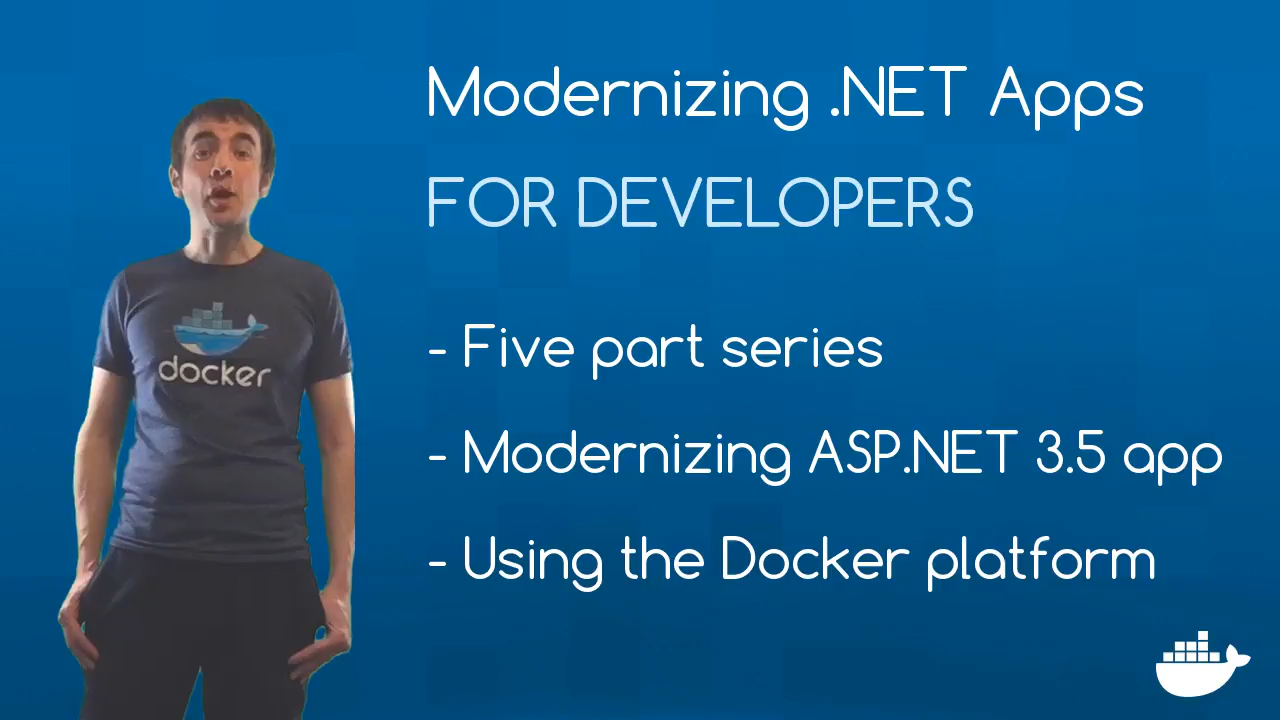 Modernizing .NET Apps
FOR DEVELOPERS
- Five part series
- Modernizing ASP.NET 3.5 app
- Using the Docker platform
docker